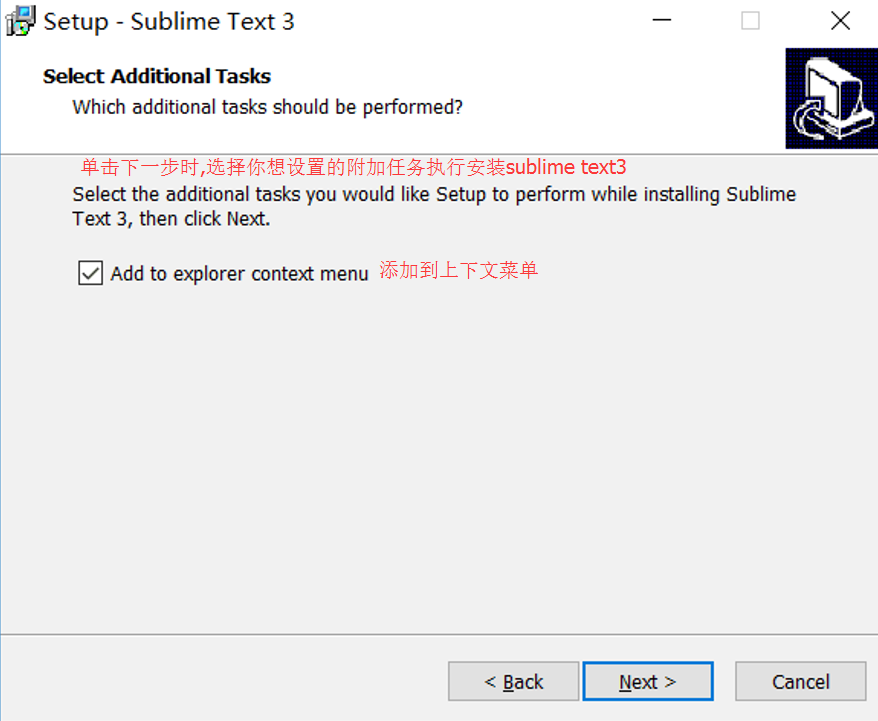 Setup - Sublime Text 3
Select Additional Tasks
Which additional tasks should be performed?
单击下一步时,选择你想设置的附加任务执行安装sublime text3
Select the additional tasks you would like Setup to perform while installing Sublime
Text 3, then click Next.
Add to explorer context menu 添加到上下文菜单
< Back Next > Cancel